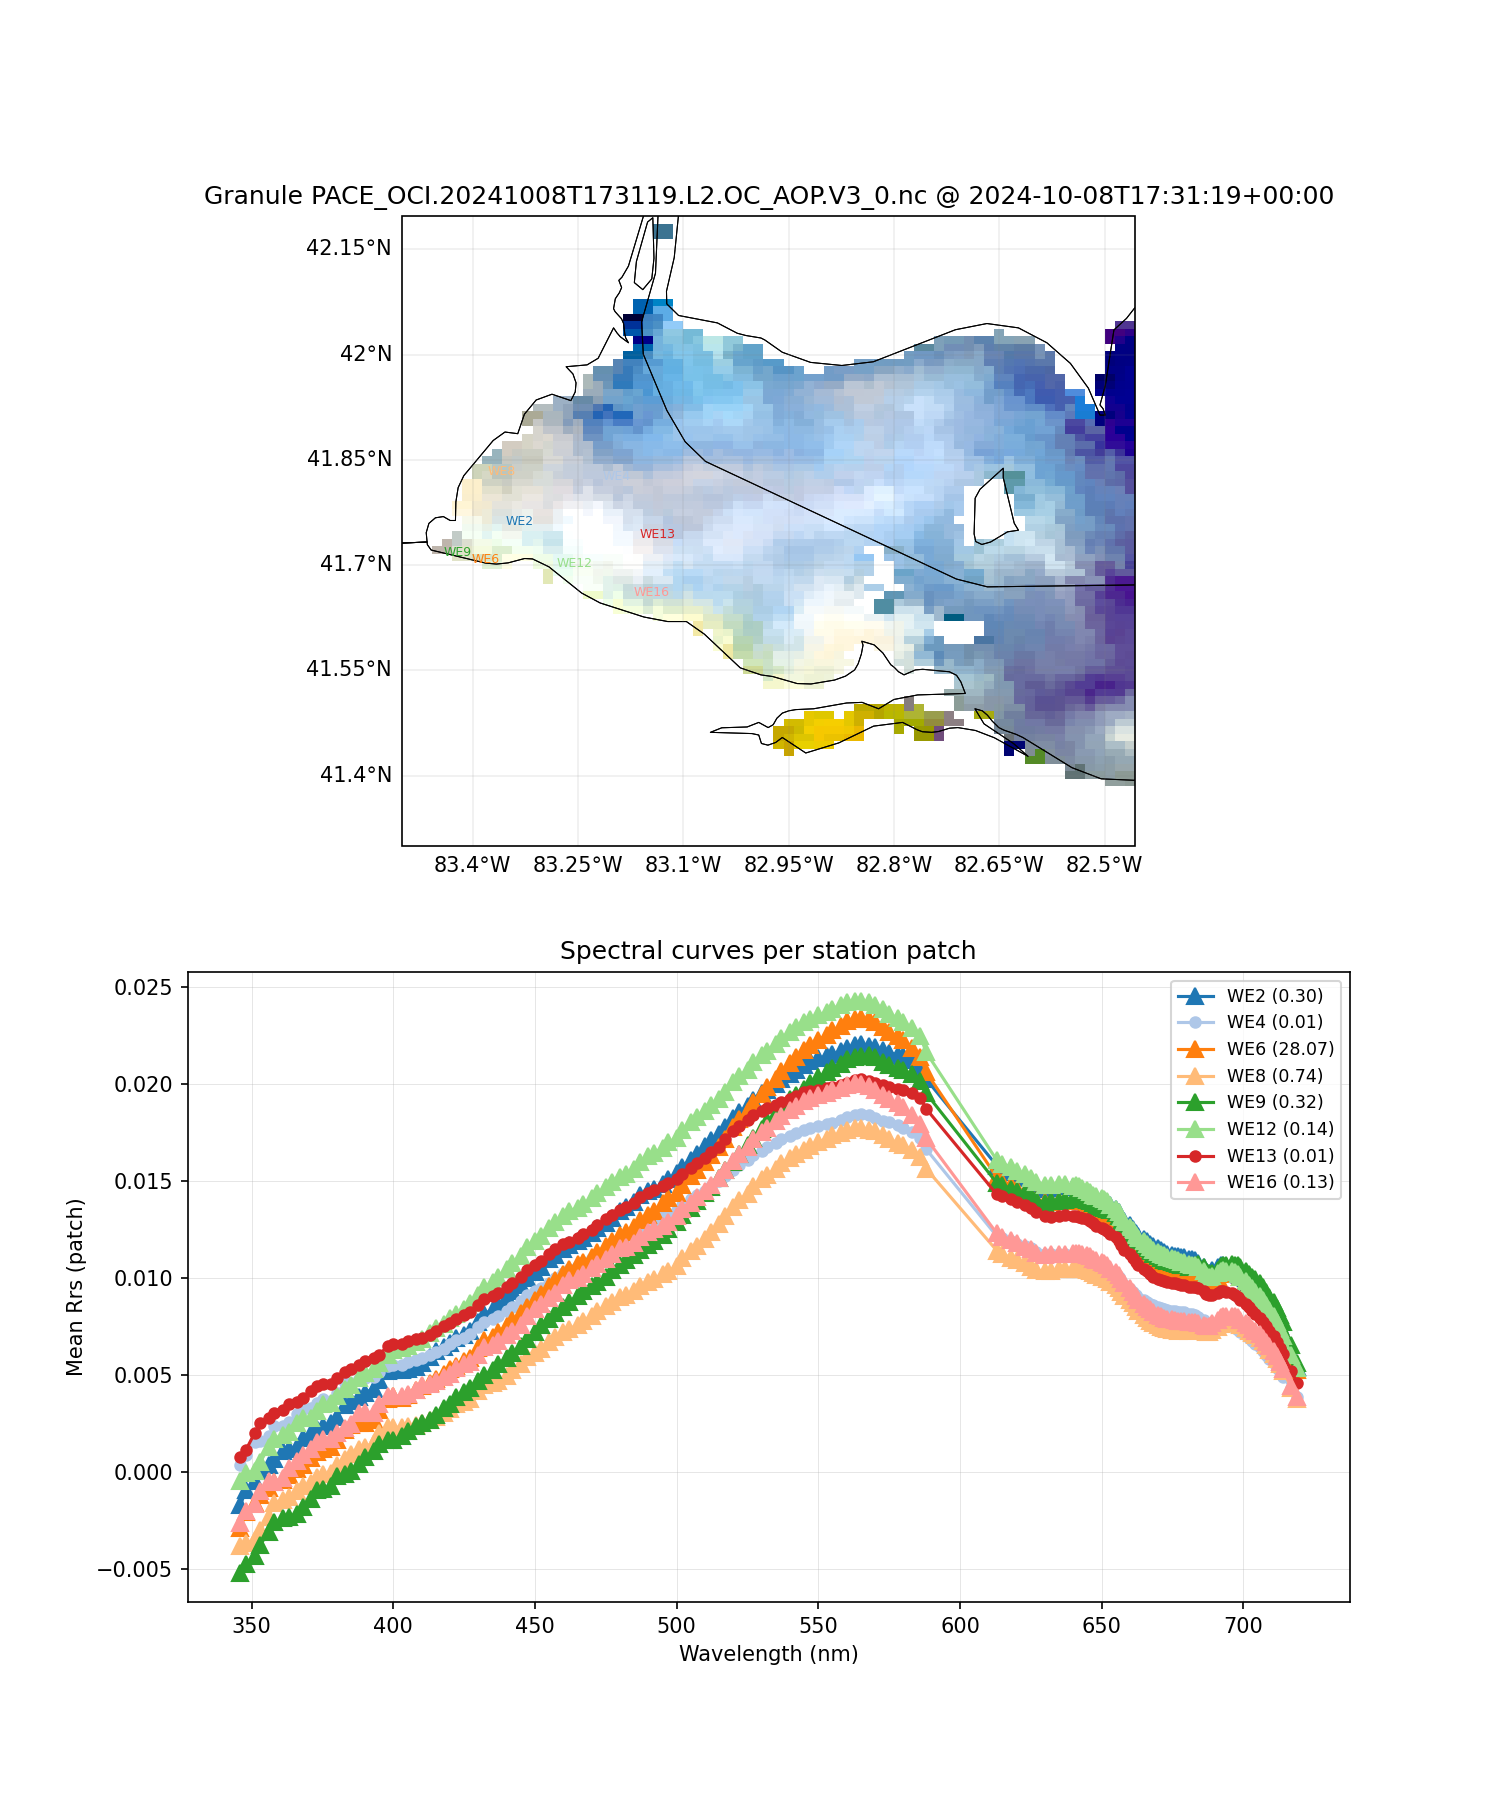 Granule PACE_OCI.20241008T173119.L2.OC_AOP.V3_0.nc @ 2024-10-08T17:31:19+00:00
42.15°N
42°N
41.85°N
41.7°N
41.55°N
41.4°N
WE8
WE2
WE13
WE9
WE6
WE12
WE16
83.4°W 83.25°W 83.1°W 82.95°W 82.8°W 82.65°W 82.5°W
Spectral curves per station patch
Mean Rrs (patch)
0.025
0.020
0.015
0.010
0.005
0.000
−0.005
WE2 (0.30)
WE4 (0.01)
WE6 (28.07)
WE8 (0.74)
WE9 (0.32)
WE12 (0.14)
WE13 (0.01)
WE16 (0.13)
350 400 450 500 550 600 650 700
Wavelength (nm)